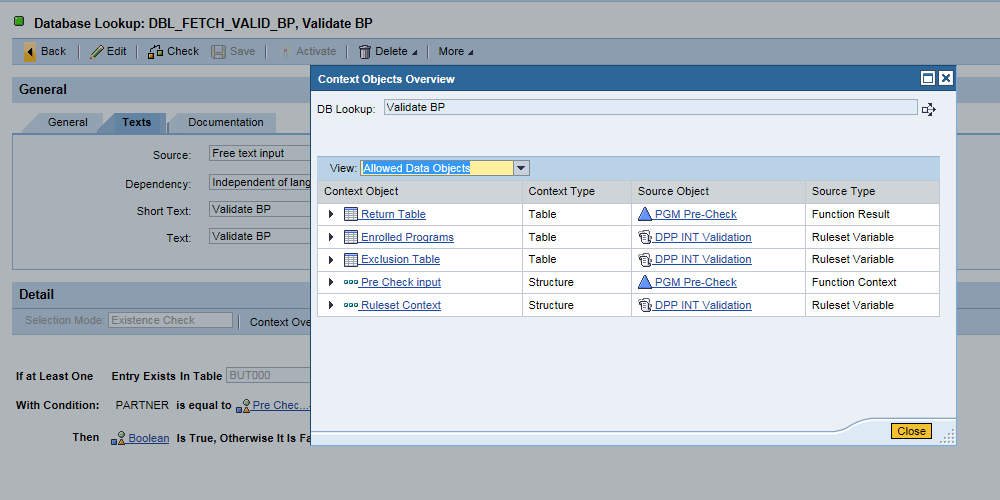 Database Lookup: DBL_FETCH_VALID_BP, Validate BP
Back Edit Check Save Activate Delete More
General
General Texts Documentation
Source: Free text input
Dependency: Independent of lang
Short Text: Validate BP
Text: Validate BP
Detail
Selection Mode: Existence Check Context Ove
If at Least One Entry Exists In Table BUT000
With Condition: PARTNER is equal to Pre Chec...
Then Boolean Is True, Otherwise It Is Fa
Context Objects Overview
DB Lookup: Validate BP
View: Allowed Data Objects
Context Object Context Type Source Object Source Type
Return Table Table PGM Pre-Check Function Result
Enrolled Programs Table DPP INT Validation Ruleset Variable
Exclusion Table Table DPP INT Validation Ruleset Variable
Pre Check input Structure PGM Pre-Check Function Context
Ruleset Context Structure DPP INT Validation Ruleset Variable
Close